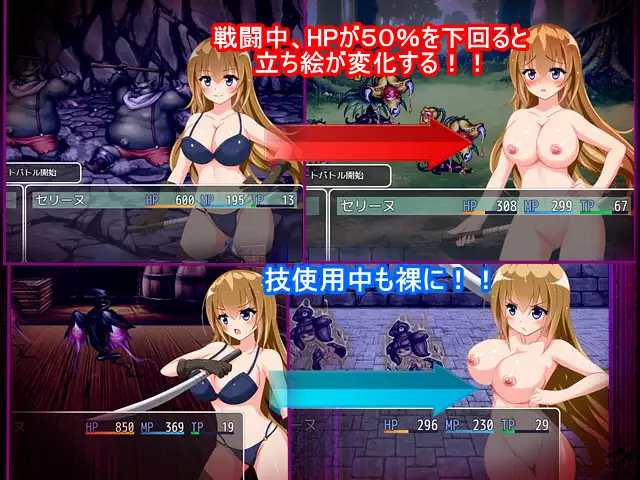 戦闘中、HPが50%を下回ると
立ち絵が変化する！！
トバトル開始
セリーヌ HP 600 MP 195 TP 13
トバトル開始
セリーヌ HP 308 MP 299 TP 67
技使用中も裸に！！
ヌ HP 850 MP 369 TP 19
ーヌ HP 296 MP 230 TP 29